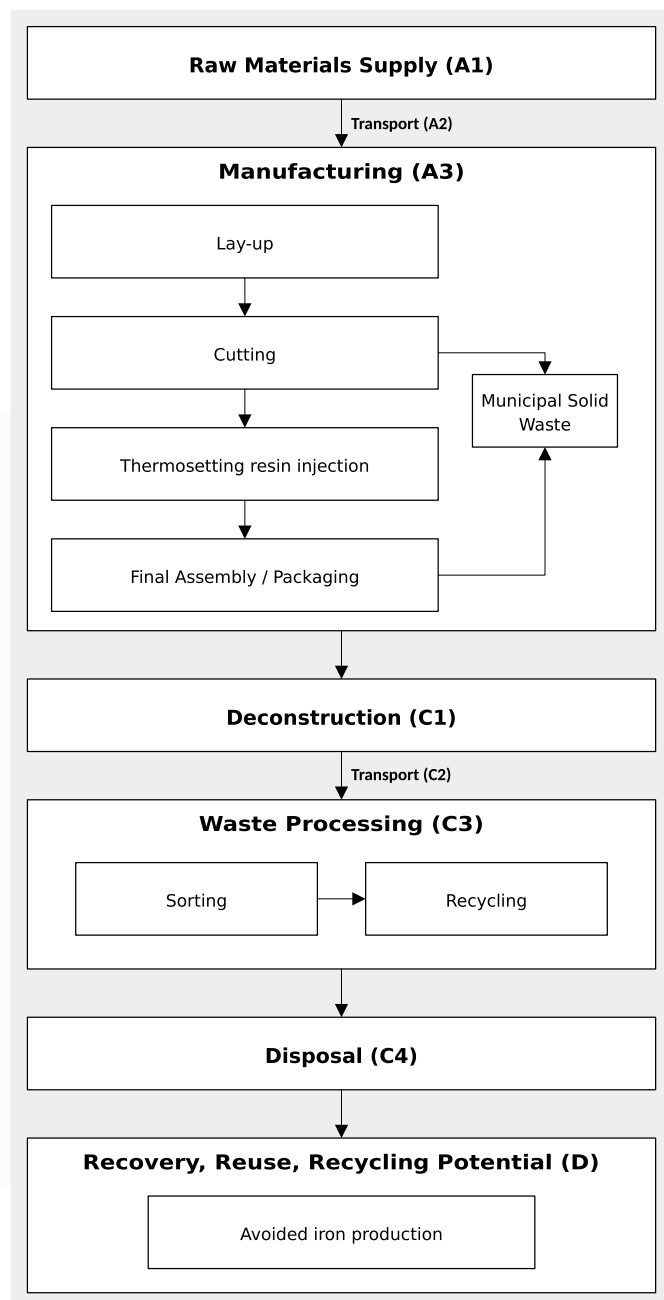 Raw Materials Supply (A1)
Transport (A2)
Manufacturing (A3)
Lay-up
Cutting
Municipal Solid
Waste
Thermosetting resin injection
Final Assembly / Packaging
Deconstruction (C1)
Transport (C2)
Waste Processing (C3)
Sorting
Recycling
Disposal (C4)
Recovery, Reuse, Recycling Potential (D)
Avoided iron production